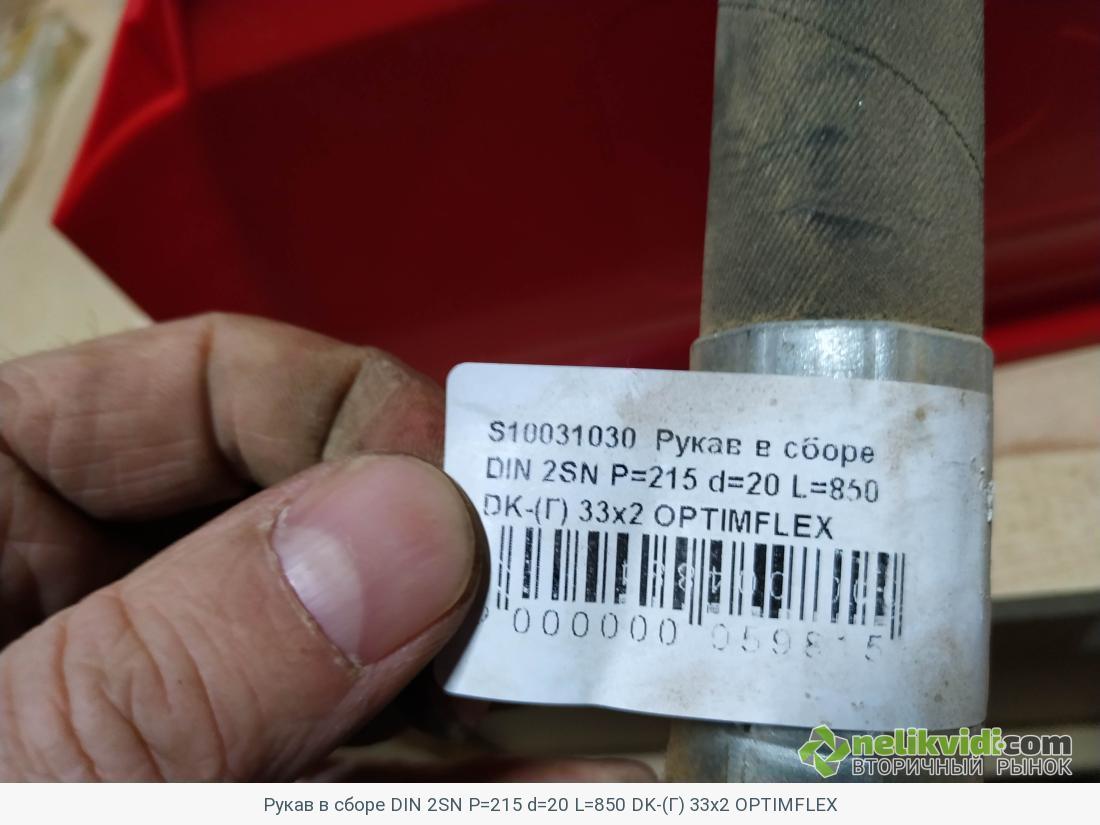 S10031030 Рукав в сборе
DIN 2SN P=215 d=20 L=850
DK-(Г) 33x2 OPTIMFLEX
000000
nelikvidi.com
ВТОРИЧНЫЙ РЫНОК
Рукав в сборе DIN 2SN P=215 d=20 L=850 DK-(Г) 33x2 OPTIMFLEX